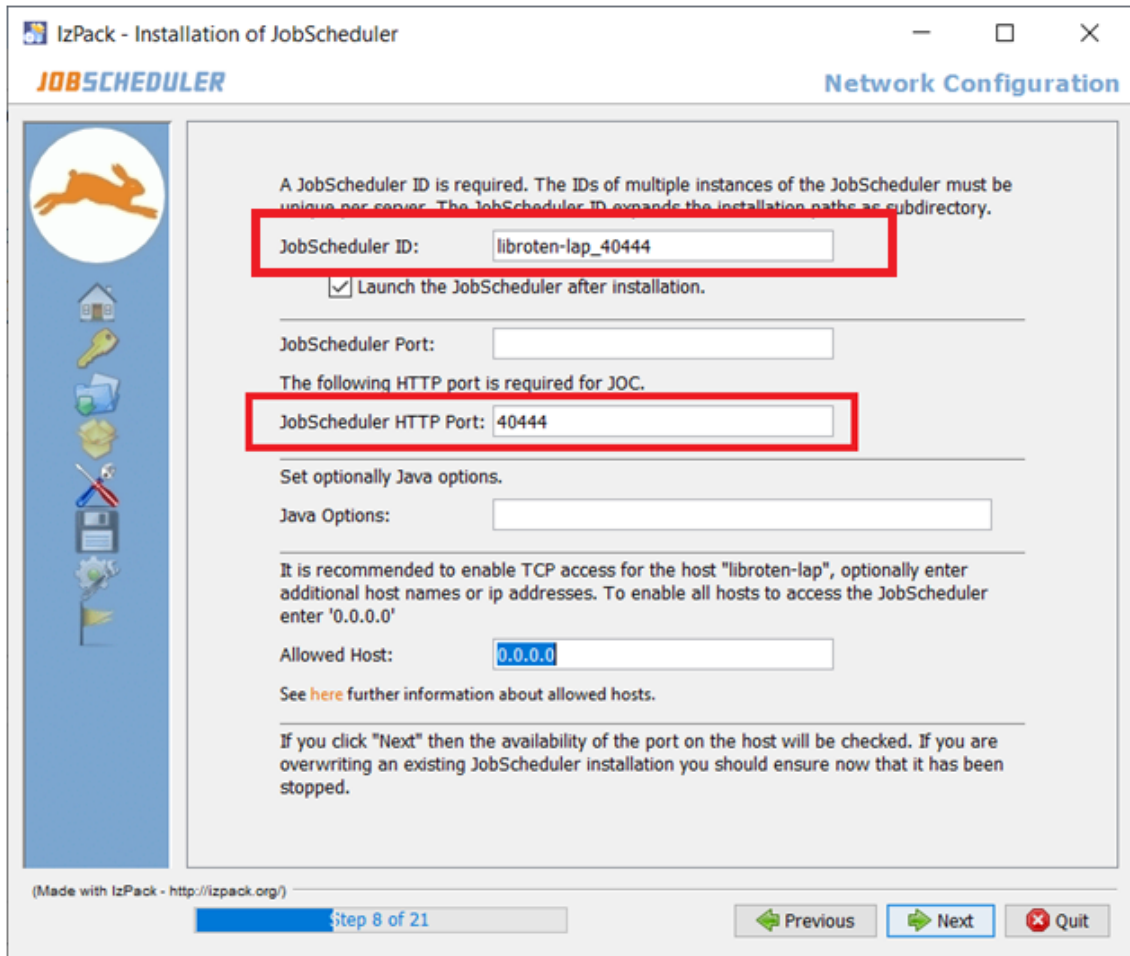 IzPack - Installation of JobScheduler
JOBSCHEDULER
Network Configuration
A JobScheduler ID is required. The IDs of multiple instances of the JobScheduler must be
unique per server. The JobScheduler ID expands the installation paths as subdirectory.
JobScheduler ID: libroten-lap_40444
Launch the JobScheduler after installation.
JobScheduler Port:
The following HTTP port is required for JOC.
JobScheduler HTTP Port: 40444
Set optionally Java options.
Java Options:
It is recommended to enable TCP access for the host "libroten-lap", optionally enter
additional host names or ip addresses. To enable all hosts to access the JobScheduler
enter '0.0.0.0'
Allowed Host: 0.0.0.0
See here further information about allowed hosts.
If you click "Next" then the availability of the port on the host will be checked. If you are
overwriting an existing JobScheduler installation you should ensure now that it has been
stopped.
(Made with IzPack - http://izpack.org/)
Step 8 of 21
Previous
Next
Quit